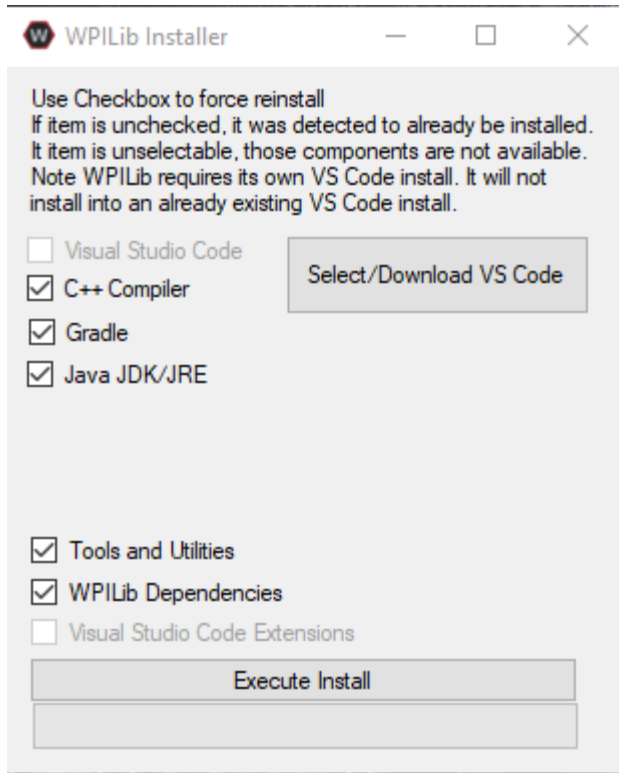 W WPILib Installer
Use Checkbox to force reinstall
If item is unchecked, it was detected to already be installed.
It item is unselectable, those components are not available.
Note WPILib requires its own VS Code install. It will not
install into an already existing VS Code install.
Visual Studio Code
Select/Download VS Code
C++ Compiler
Gradle
Java JDK/JRE
Tools and Utilities
WPILib Dependencies
Visual Studio Code Extensions
Execute Install